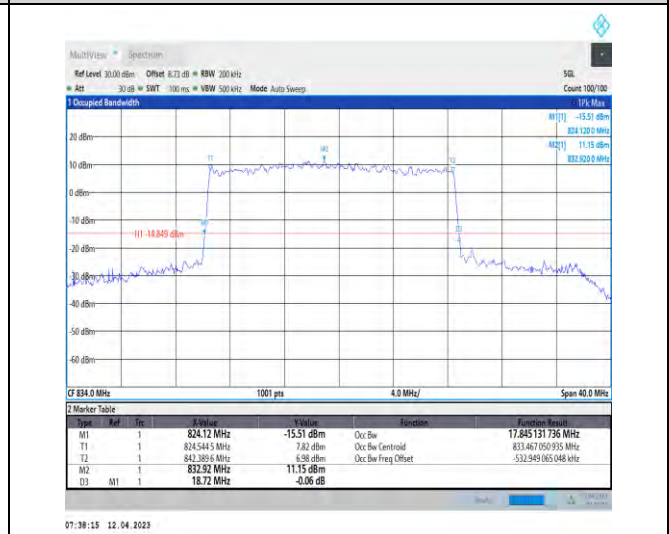 MultiView Spectrum
Ref Level 30.00 dBm Offset 8.73 dB RBW 200 kHz SGL
Att 30 dB SWT 100 ms VBW 500 kHz Mode Auto Sweep Count 100/100
1 Occupied Bandwidth 1Pk Max
M1[1] -15.51 dBm
824.120 0 MHz
M2[1] 11.15 dBm
832.920 0 MHz
20 dBm
M2
T1 T2
10 dBm
0 dBm
-10 dBm
M1
H1 -14.849 dBm
D3
-20 dBm
-30 dBm
-40 dBm
-50 dBm
-60 dBm
CF 834.0 MHz 1001 pts 4.0 MHz/ Span 40.0 MHz
2 Marker Table
Type Ref Trc X-Value Y-Value Function Function Result
M1 1 824.12 MHz -15.51 dBm Occ Bw 17.845 131 736 MHz
T1 1 824.544 5 MHz 7.82 dBm Occ Bw Centroid 833.467 050 935 MHz
T2 1 842.389 6 MHz 6.98 dBm Occ Bw Freq Offset -532.949 065 048 kHz
M2 1 832.92 MHz 11.15 dBm
D3 M1 1 18.72 MHz -0.06 dB
07:38:15 12.04.2023